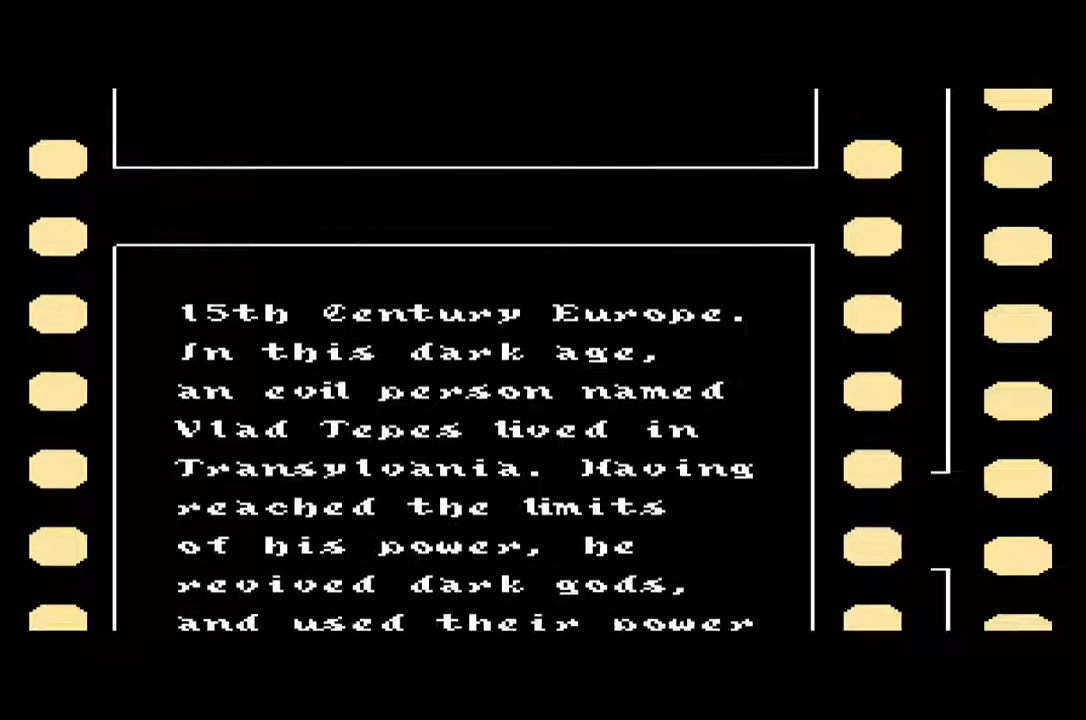 15th Century Europe.
In this dark age,
an evil person named
Vlad Tepes lived in
Transylvania. Having
reached the limits
of his power, he
revived dark gods,
and used their power